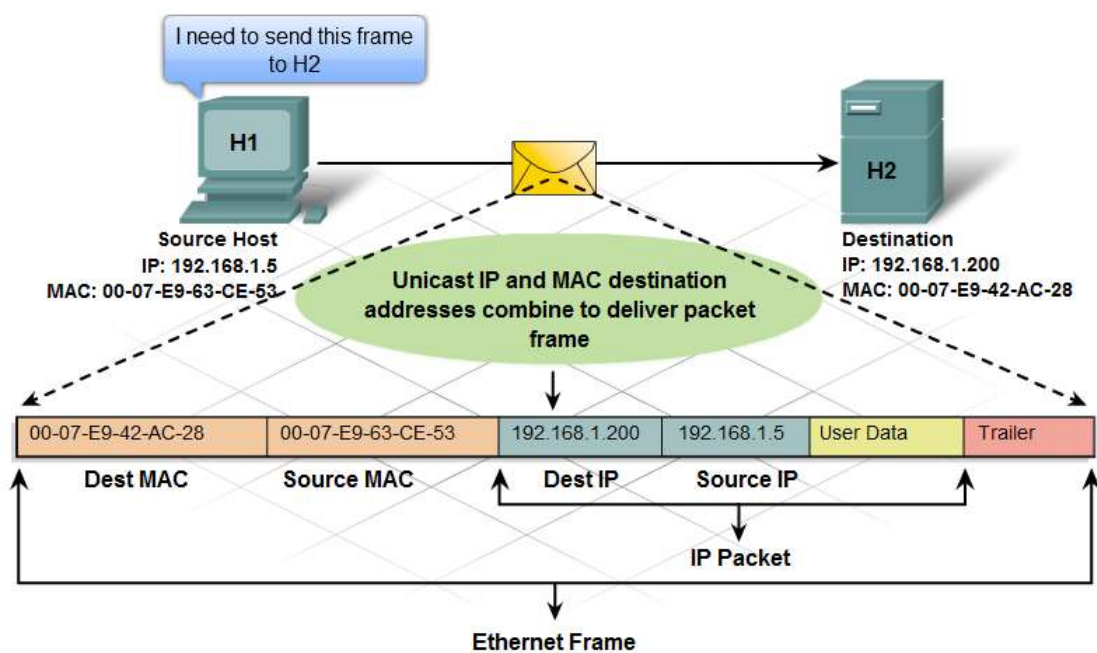 I need to send this frame
to H2
H1
H2
Source Host
IP: 192.168.1.5
MAC: 00-07-E9-63-CE-53
Destination
IP: 192.168.1.200
MAC: 00-07-E9-42-AC-28
Unicast IP and MAC destination
addresses combine to deliver packet
frame
00-07-E9-42-AC-28 00-07-E9-63-CE-53 192.168.1.200 192.168.1.5 User Data Trailer
Dest MAC Source MAC Dest IP Source IP
IP Packet
Ethernet Frame